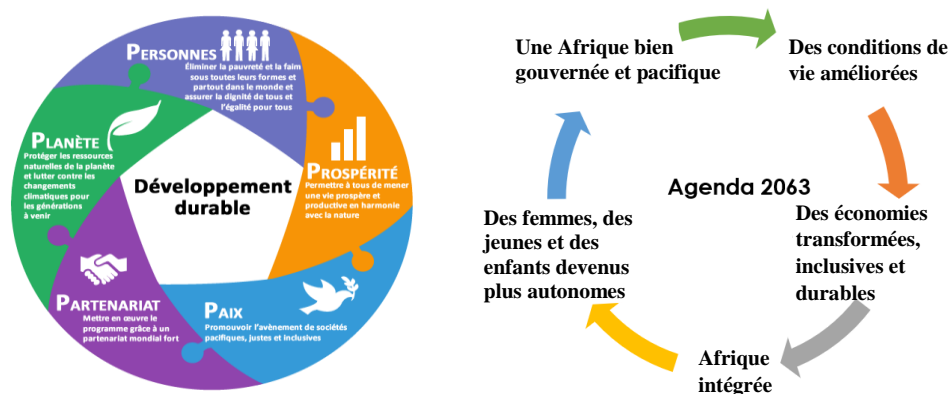 PERSONNES
Éliminer la pauvreté et la faim
sous toutes leurs formes et
partout dans le monde et
assurer la dignité de tous et
l'égalité pour tous
PROSPÉRITÉ
Permettre à tous de mener
une vie prospère et
productive en harmonie
avec la nature
PAIX
Promouvoir l'avènement de sociétés
pacifiques, justes et inclusives
PARTENARIAT
Mettre en œuvre le
programme grâce à un
partenariat mondial fort
PLANÈTE
Protéger les ressources
naturelles de la planète
et lutter contre les
changements
climatiques pour
les générations
à venir
Développement
durable
Une Afrique bien
gouvernée et pacifique
Des conditions de
vie améliorées
Agenda 2063
Des économies
transformées,
inclusives et
durables
Afrique
intégrée
Des femmes, des
jeunes et des
enfants devenus
plus autonomes